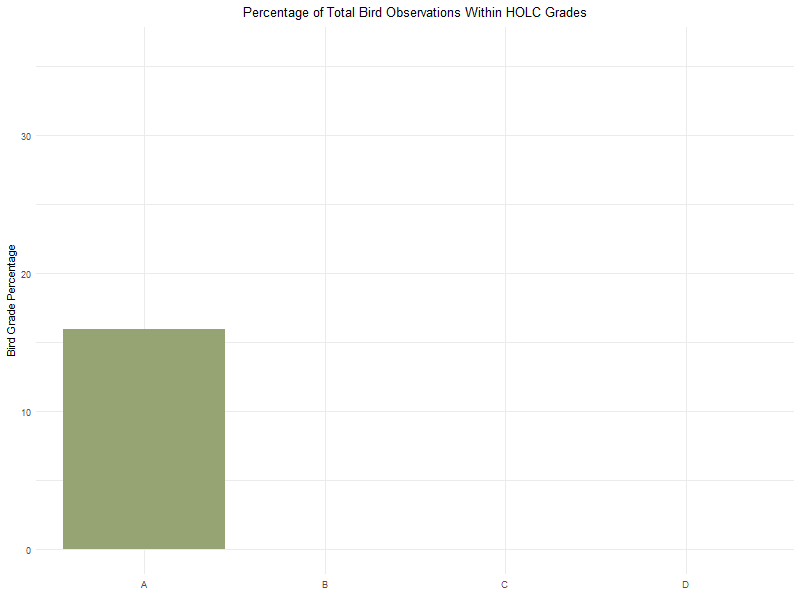 Percentage of Total Bird Observations Within HOLC Grades
Bird Grade Percentage
30
20
10
0
A B C D